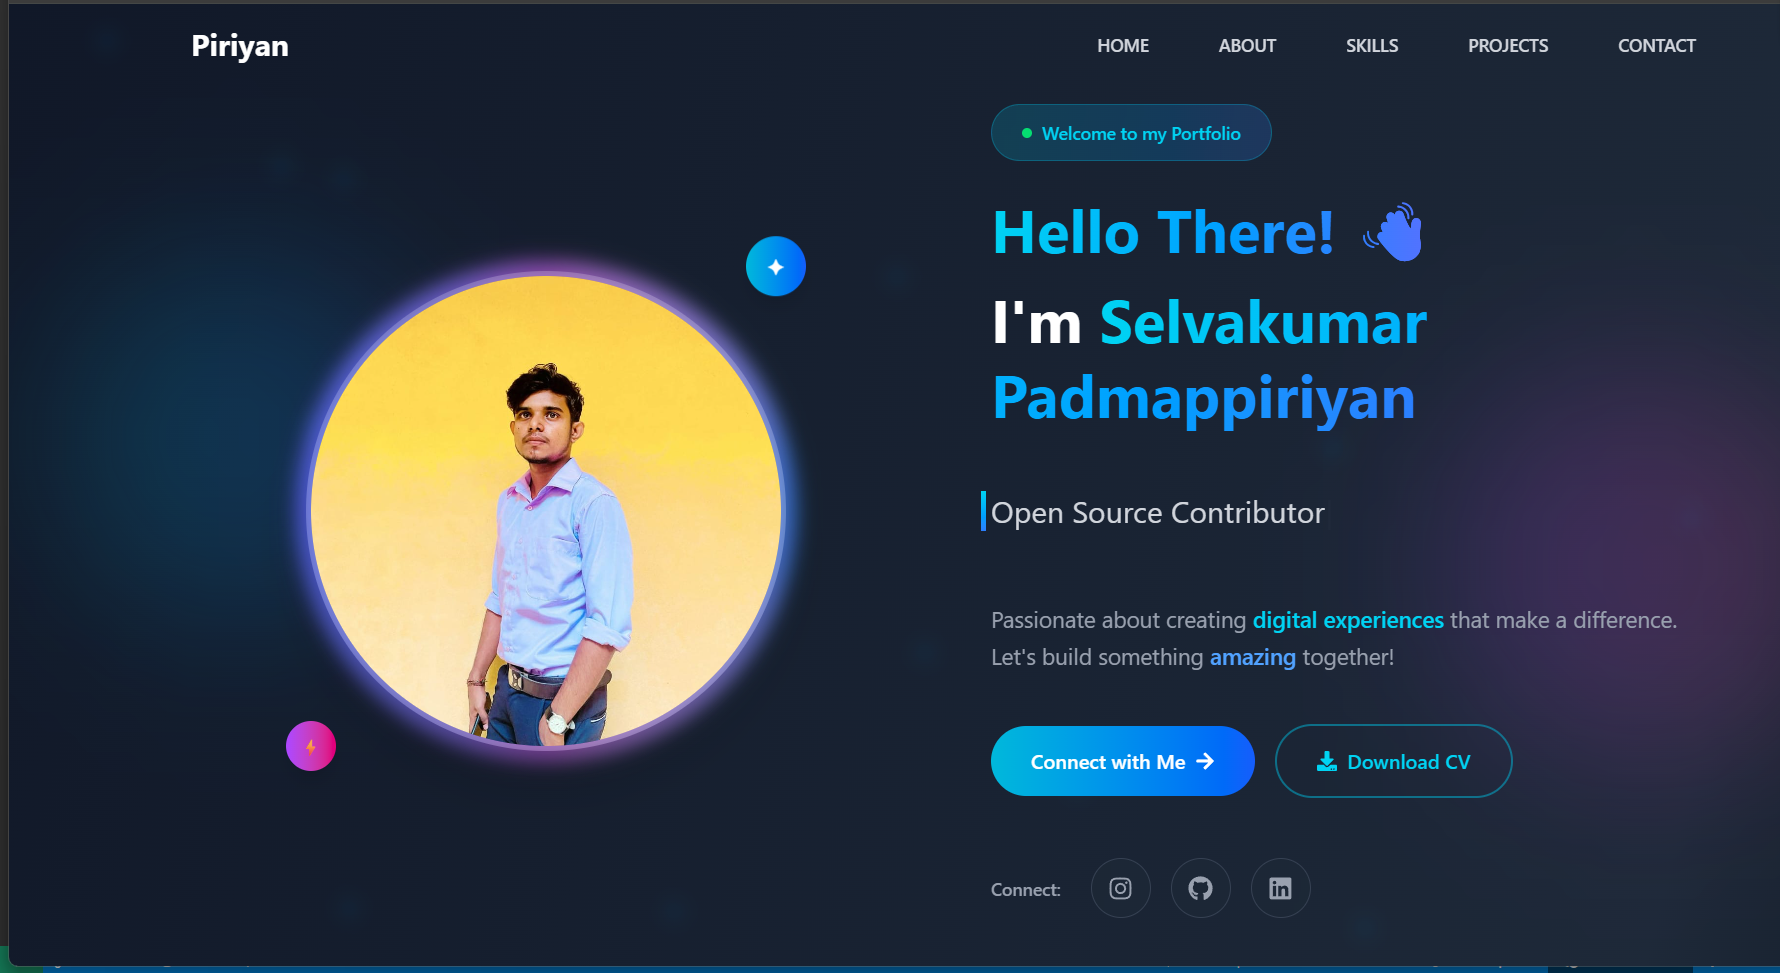 Piriyan
HOME ABOUT SKILLS PROJECTS CONTACT
Welcome to my Portfolio
Hello There!
I'm Selvakumar
Padmappiriyan
Open Source Contributor
Passionate about creating digital experiences that make a difference.
Let's build something amazing together!
Connect with Me
Download CV
Connect: